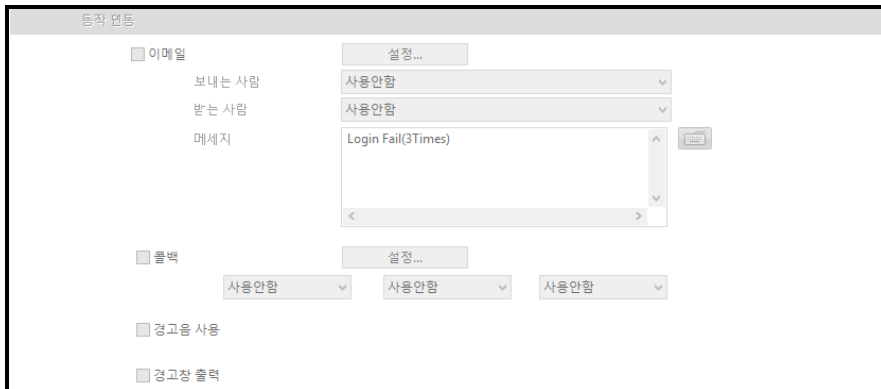 동작 연동
이메일 설정...
보내는 사람 사용안함
받는 사람 사용안함
메세지 Login Fail(3Times)
콜백 설정...
사용안함 사용안함 사용안함
경고음 사용
경고창 출력